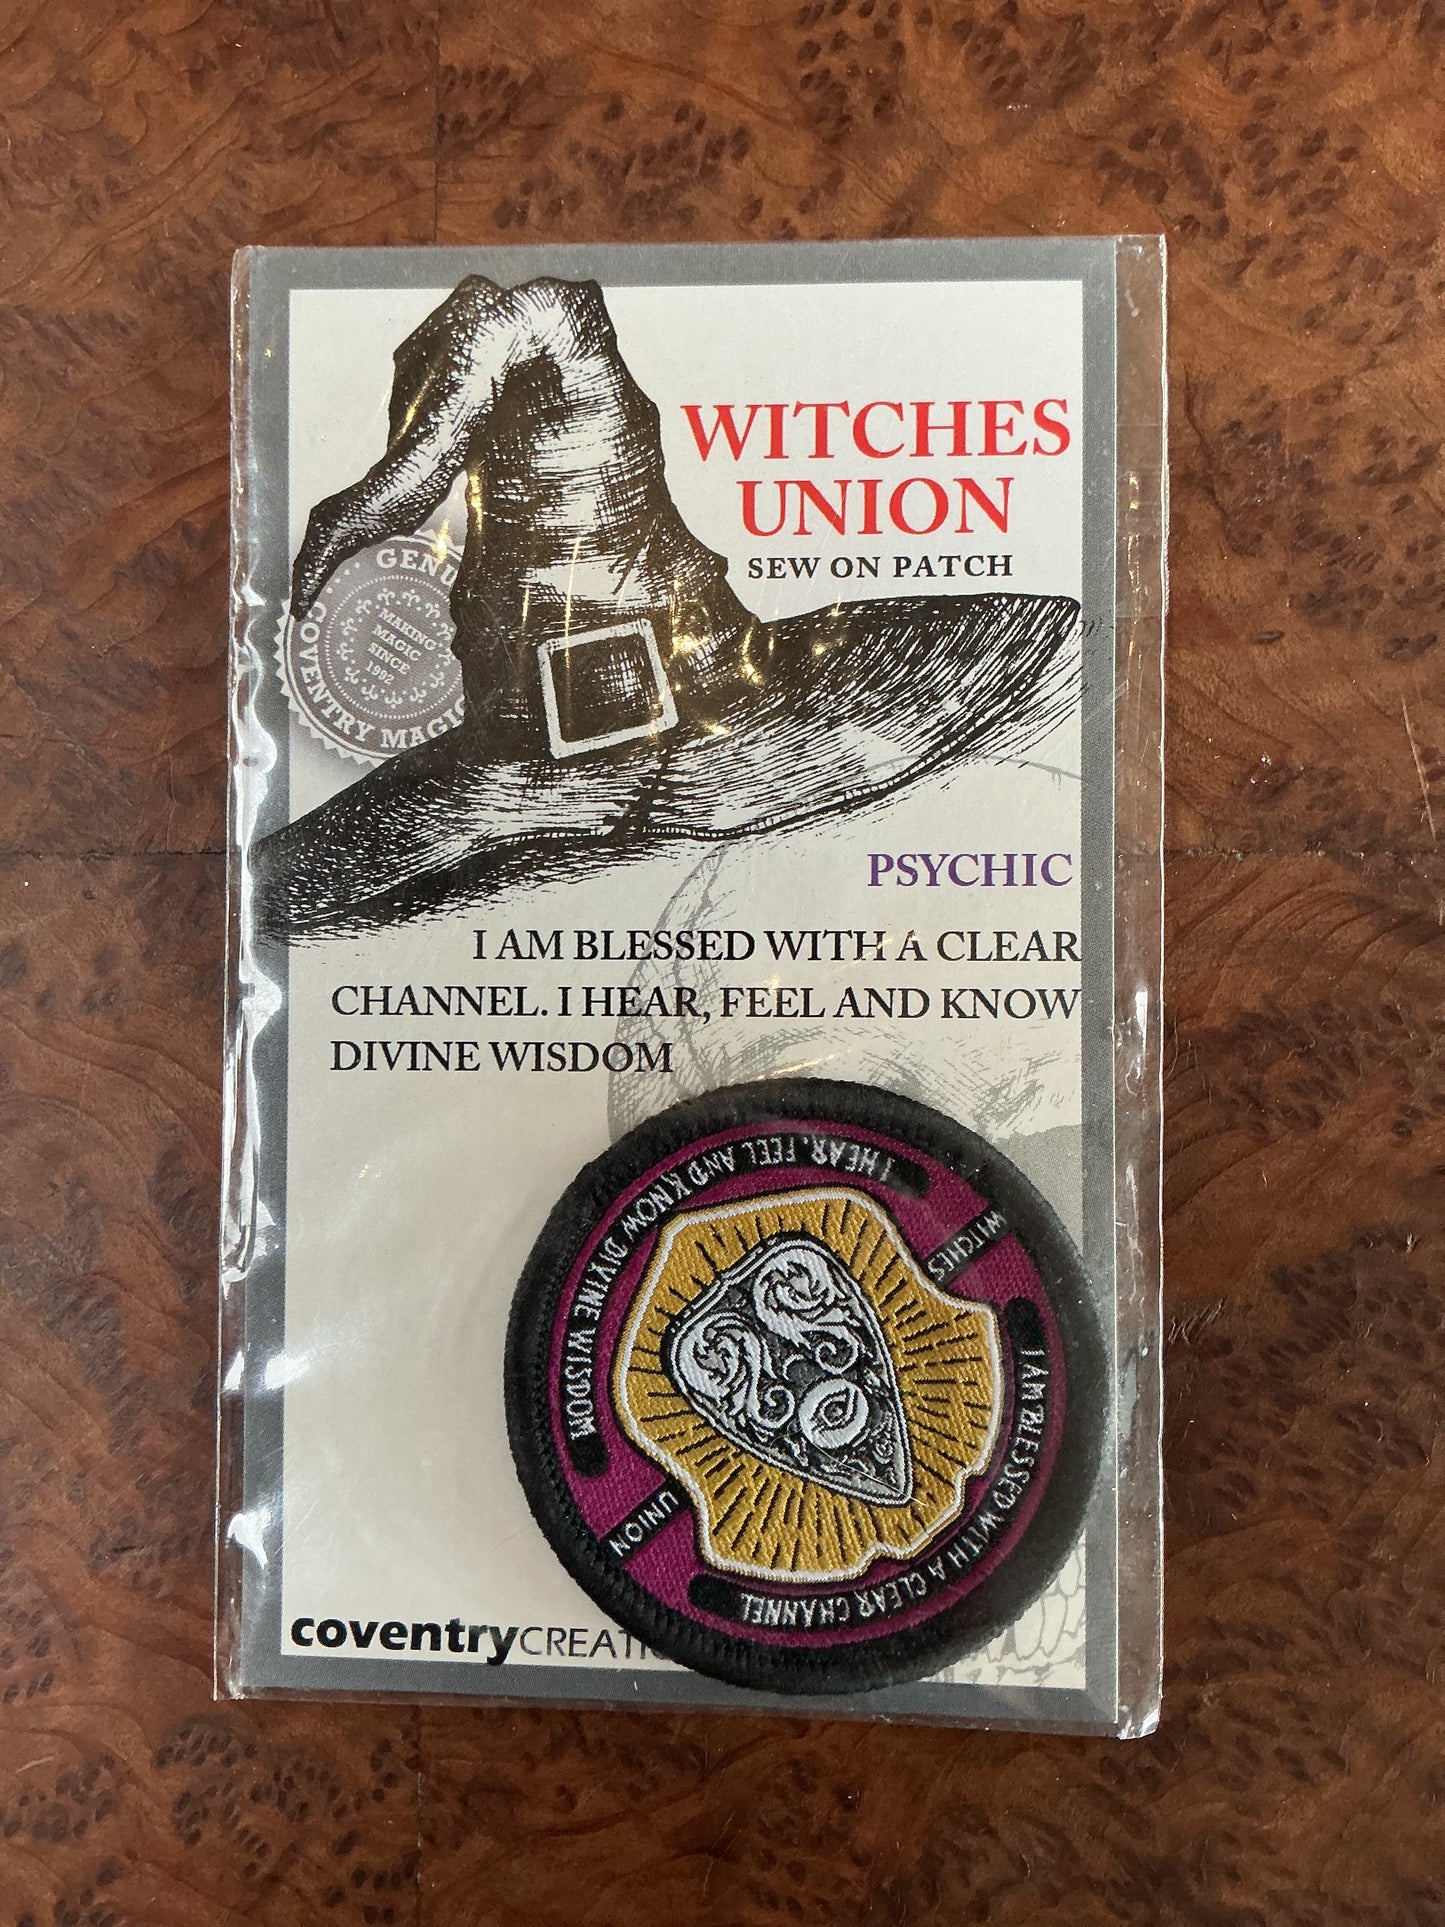 WITCHES
UNION
SEW ON PATCH
GENU
COVENTRY MAGIC
MAKING
MAGIC
SINCE
1992
PSYCHIC
I AM BLESSED WITH A CLEAR
CHANNEL. I HEAR, FEEL AND KNOW
DIVINE WISDOM
I HEAR, FEEL AND KNOW DIVINE WISDOM
WITCHES
I AM BLESSED WITH A CLEAR CHANNEL
UNION
coventryCREATI